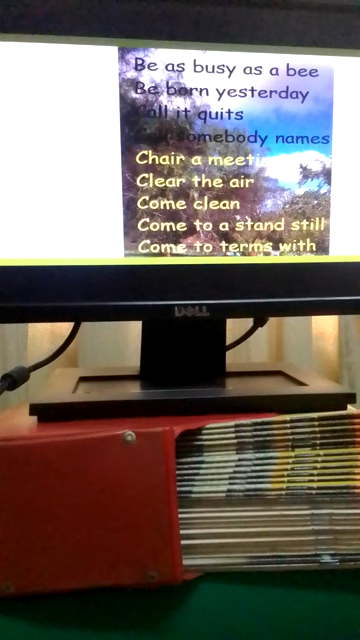 Be as busy as a bee
Be born yesterday
Call it quits
somebody names
Chair a meeting
Clear the air
Come clean
Come to a stand still
Come to terms with
DELL